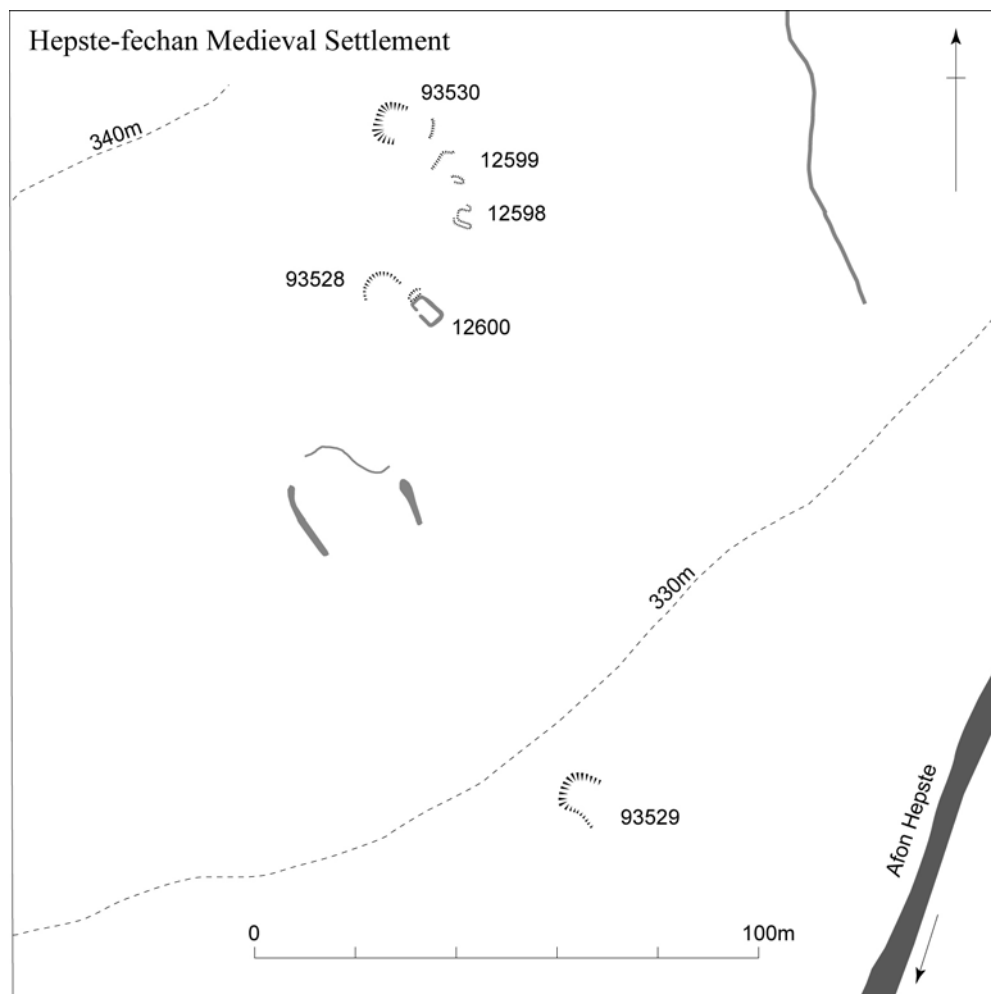 Hepste-fechan Medieval Settlement
93530
340m
12599
12598
93528
12600
330m
93529
Afon Hepste
0 100m